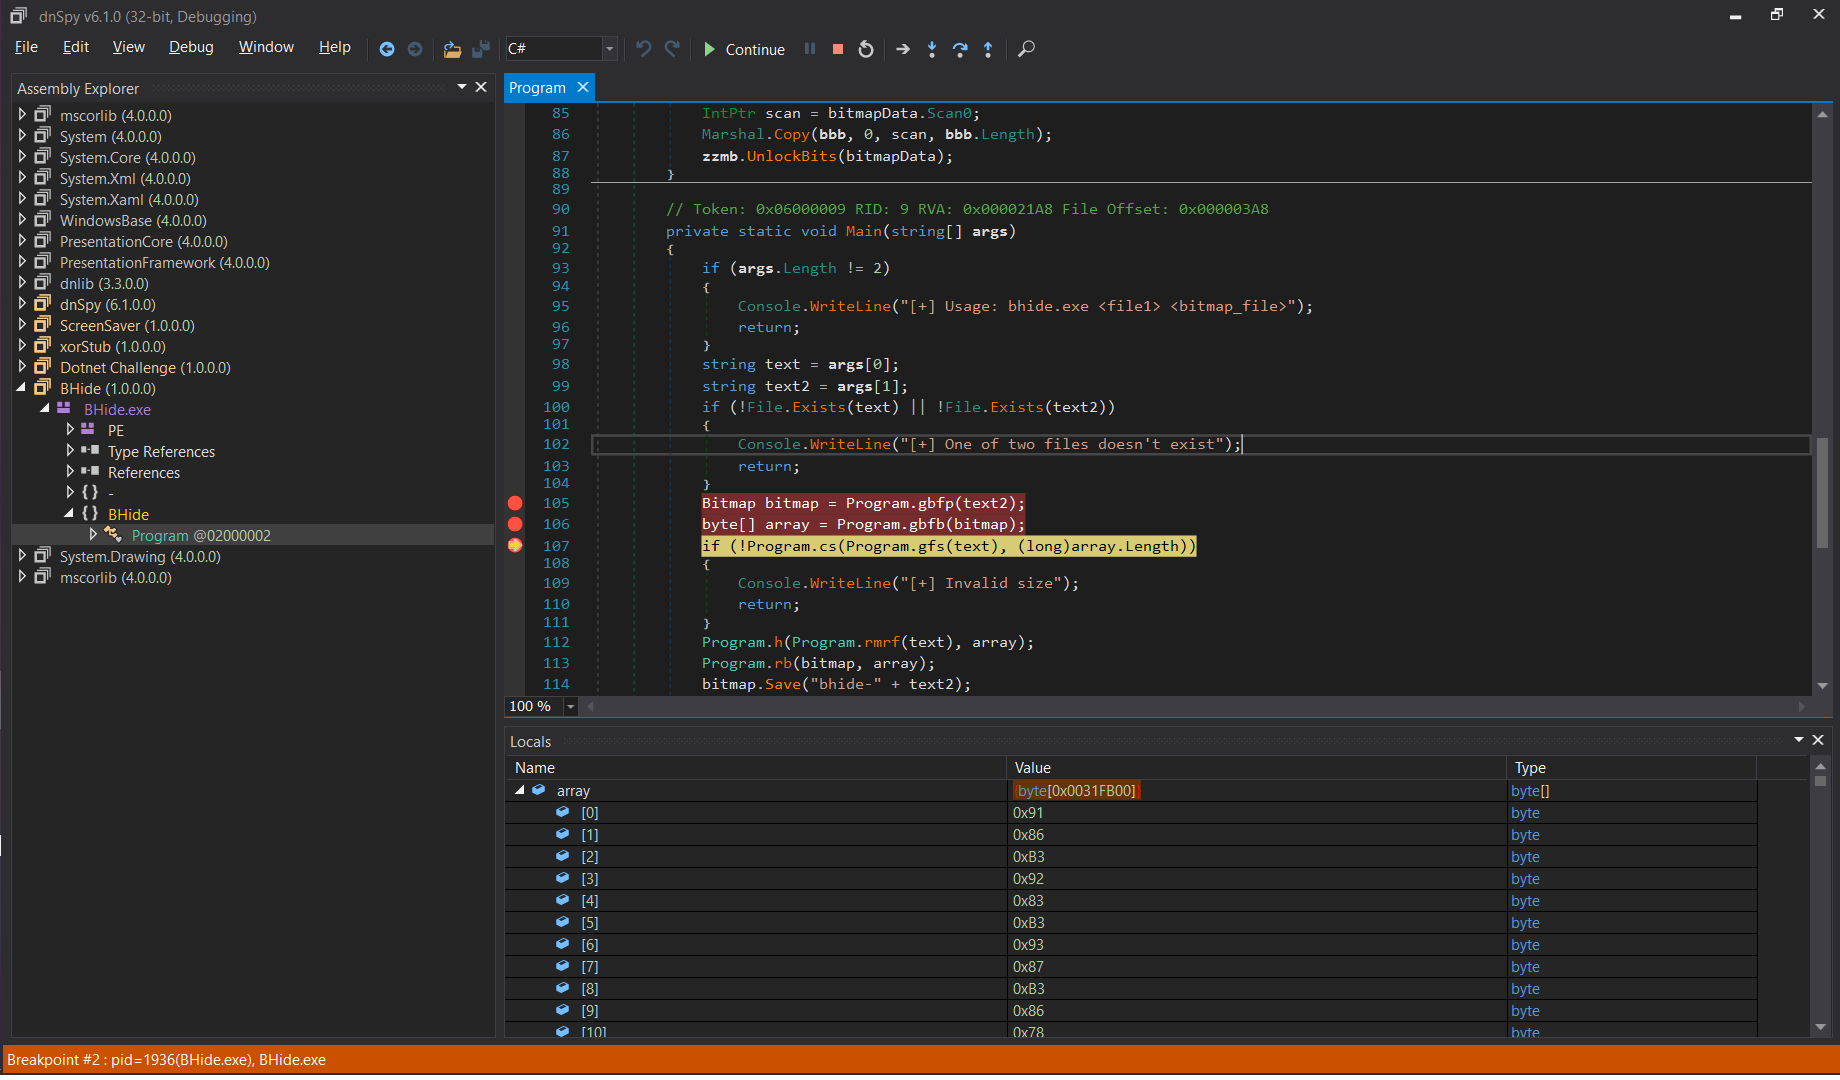 dnSpy v6.1.0 (32-bit, Debugging)
File Edit View Debug Window Help C# Continue
Assembly Explorer
mscorlib (4.0.0.0)
System (4.0.0.0)
System.Core (4.0.0.0)
System.Xml (4.0.0.0)
System.Xaml (4.0.0.0)
WindowsBase (4.0.0.0)
PresentationCore (4.0.0.0)
PresentationFramework (4.0.0.0)
dnlib (3.3.0.0)
dnSpy (6.1.0.0)
ScreenSaver (1.0.0.0)
xorStub (1.0.0.0)
Dotnet Challenge (1.0.0.0)
BHide (1.0.0.0)
BHide.exe
PE
Type References
References
{ } -
{ } BHide
Program @02000002
System.Drawing (4.0.0.0)
mscorlib (4.0.0.0)
Program
85 IntPtr scan = bitmapData.Scan0;
86 Marshal.Copy(bbb, 0, scan, bbb.Length);
87 zzmb.UnlockBits(bitmapData);
88 }
89
90 // Token: 0x06000009 RID: 9 RVA: 0x000021A8 File Offset: 0x000003A8
91 private static void Main(string[] args)
92 {
93 if (args.Length != 2)
94 {
95 Console.WriteLine("[+] Usage: bhide.exe <file1> <bitmap_file>");
96 return;
97 }
98 string text = args[0];
99 string text2 = args[1];
100 if (!File.Exists(text) || !File.Exists(text2))
101 {
102 Console.WriteLine("[+] One of two files doesn't exist");
103 return;
104 }
105 Bitmap bitmap = Program.gbfp(text2);
106 byte[] array = Program.gbfb(bitmap);
107 if (!Program.cs(Program.gfs(text), (long)array.Length))
108 {
109 Console.WriteLine("[+] Invalid size");
110 return;
111 }
112 Program.h(Program.rmrf(text), array);
113 Program.rb(bitmap, array);
114 bitmap.Save("bhide-" + text2);
100 %
Locals
Name Value Type
array {byte[0x0031FB00]} byte[]
[0] 0x91 byte
[1] 0x86 byte
[2] 0xB3 byte
[3] 0x92 byte
[4] 0x83 byte
[5] 0xB3 byte
[6] 0x93 byte
[7] 0x87 byte
[8] 0xB3 byte
[9] 0x86 byte
[10] 0x78 byte
Breakpoint #2 : pid=1936(BHide.exe), BHide.exe